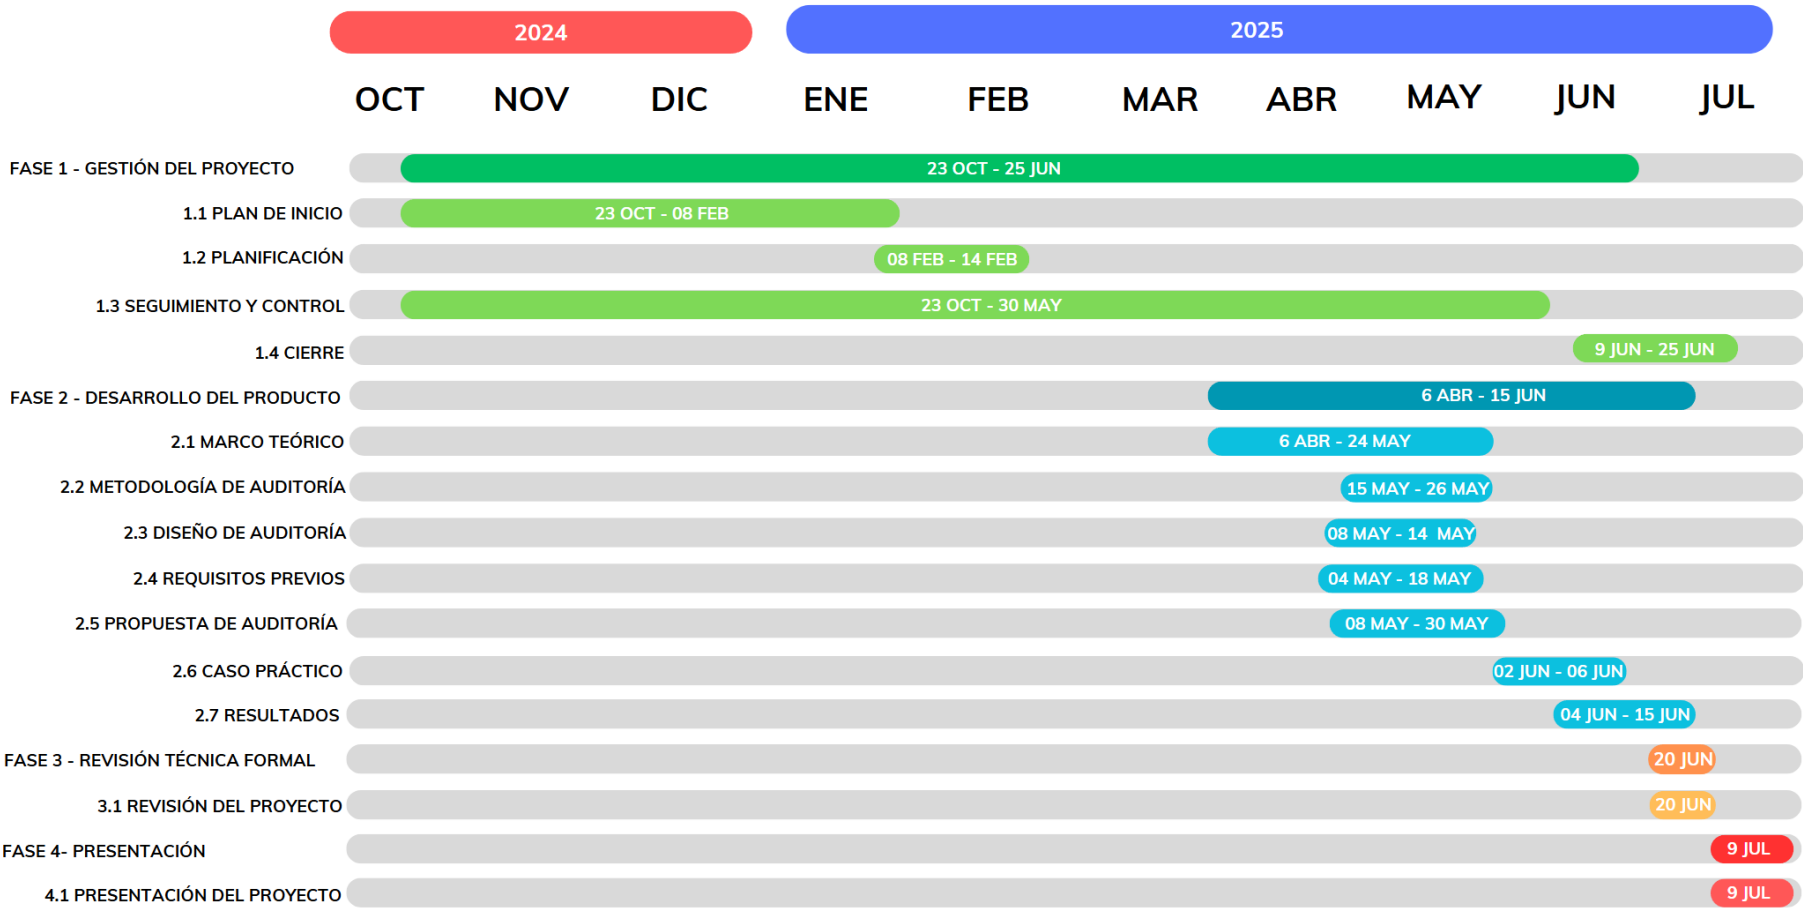 2024
2025
OCT NOV DIC ENE FEB MAR ABR MAY JUN JUL
FASE 1 - GESTIÓN DEL PROYECTO 23 OCT - 25 JUN
1.1 PLAN DE INICIO 23 OCT - 08 FEB
1.2 PLANIFICACIÓN 08 FEB - 14 FEB
1.3 SEGUIMIENTO Y CONTROL 23 OCT - 30 MAY
1.4 CIERRE 9 JUN - 25 JUN
FASE 2 - DESARROLLO DEL PRODUCTO 6 ABR - 15 JUN
2.1 MARCO TEÓRICO 6 ABR - 24 MAY
2.2 METODOLOGÍA DE AUDITORÍA 15 MAY - 26 MAY
2.3 DISEÑO DE AUDITORÍA 08 MAY - 14 MAY
2.4 REQUISITOS PREVIOS 04 MAY - 18 MAY
2.5 PROPUESTA DE AUDITORÍA 08 MAY - 30 MAY
2.6 CASO PRÁCTICO 02 JUN - 06 JUN
2.7 RESULTADOS 04 JUN - 15 JUN
FASE 3 - REVISIÓN TÉCNICA FORMAL 20 JUN
3.1 REVISIÓN DEL PROYECTO 20 JUN
FASE 4- PRESENTACIÓN 9 JUL
4.1 PRESENTACIÓN DEL PROYECTO 9 JUL